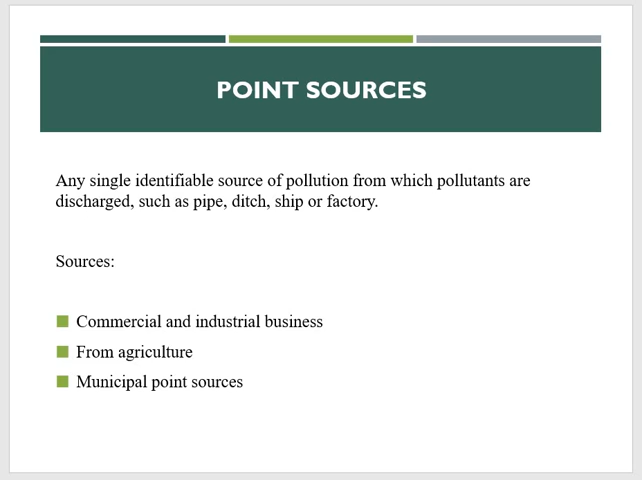 POINT SOURCES
Any single identifiable source of pollution from which pollutants are
discharged, such as pipe, ditch, ship or factory.
Sources:
Commercial and industrial business
From agriculture
Municipal point sources